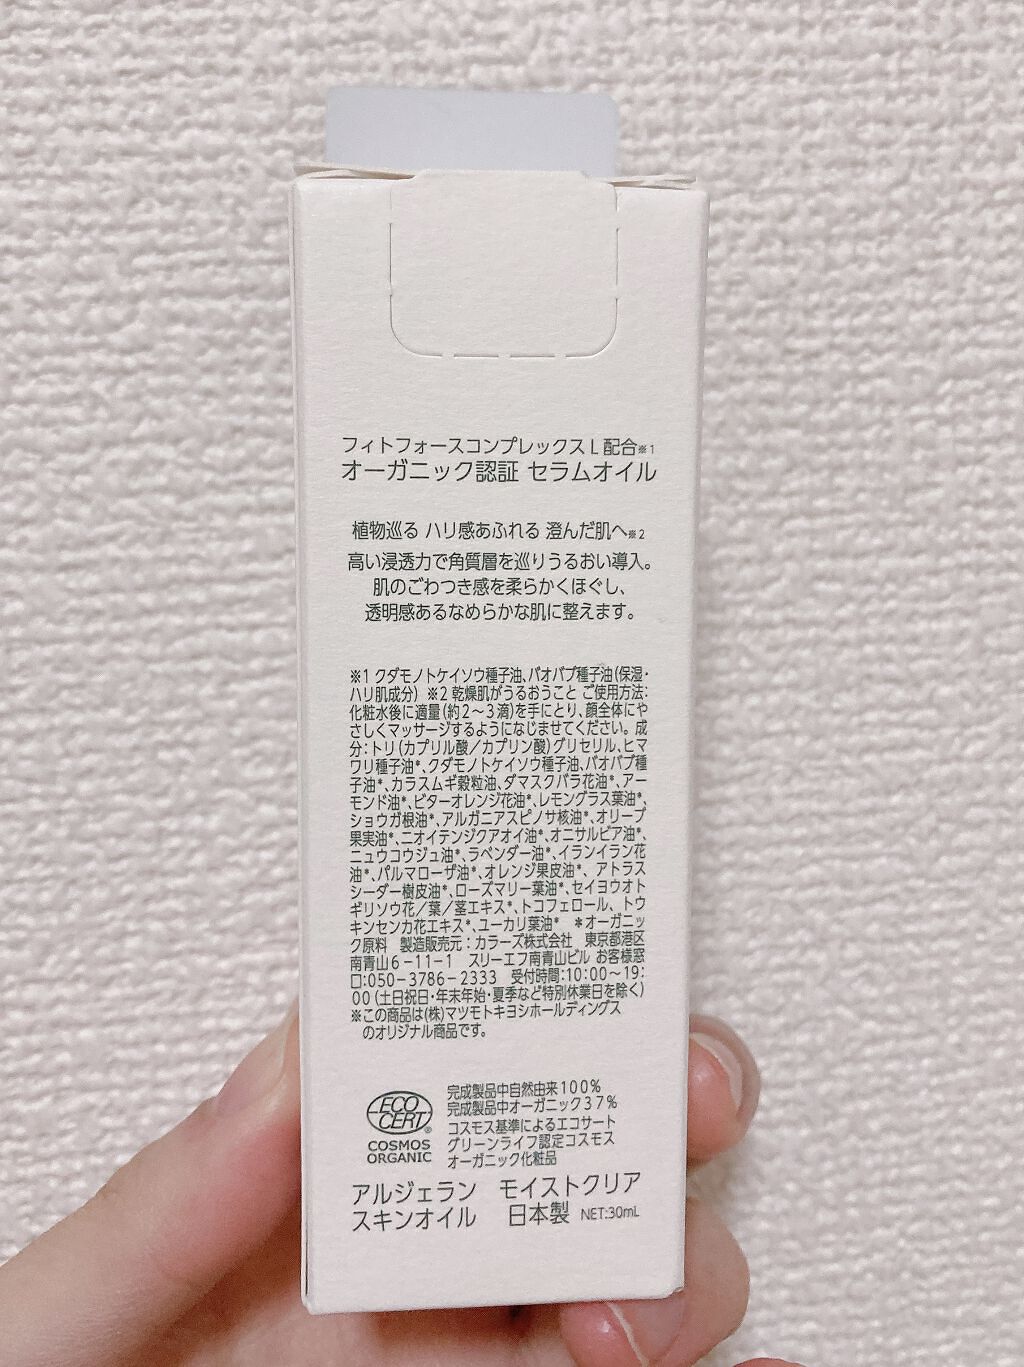 フィトフォースコンプレックスL配合※1
オーガニック認証 セラムオイル
植物巡る ハリ感あふれる 澄んだ肌へ※2
高い浸透力で角質層を巡りうるおい導入。
肌のごわつき感を柔らかくほぐし、
透明感あるなめらかな肌に整えます。
※1 クダモノトケイソウ種子油、バオバブ種子油(保湿・
ハリ肌成分) ※2 乾燥肌がうるおうこと ご使用方法:
化粧水後に適量(約2～3滴)を手にとり、顔全体にや
さしくマッサージするようになじませてください。成
分:トリ(カプリル酸/カプリン酸)グリセリル、ヒマ
ワリ種子油*、クダモノトケイソウ種子油、バオバブ種
子油*、カラスムギ穀粒油、ダマスクバラ花油*、アー
モンド油*、ビターオレンジ花油*、レモングラス葉油*、
ショウガ根油*、アルガニアスピノサ核油*、オリーブ
果実油*、ニオイテンジクアオイ油*、オニサルビア油*、
ニュウコウジュ油*、ラベンダー油*、イランイラン花
油*、パルマローザ油*、オレンジ果皮油*、アトラス
シーダー樹皮油*、ローズマリー葉油*、セイヨウオト
ギリソウ花/葉/茎エキス*、トコフェロール、トウ
キンセンカ花エキス*、ユーカリ葉油* *オーガニッ
ク原料 製造販売元:カラーズ株式会社 東京都港区
南青山6-11-1 スリーエフ南青山ビル お客様窓
口:050-3786-2333 受付時間:10:00～19:
00(土日祝日・年末年始・夏季など特別休業日を除く)
※この商品は(株)マツモトキヨシホールディングス
のオリジナル商品です。
ECO
CERT®
COSMOS
ORGANIC
完成製品中自然由来100%
完成製品中オーガニック37%
コスモス基準によるエコサート
グリーンライフ認定コスモス
オーガニック化粧品
アルジェラン モイストクリア
スキンオイル 日本製 NET:30mL